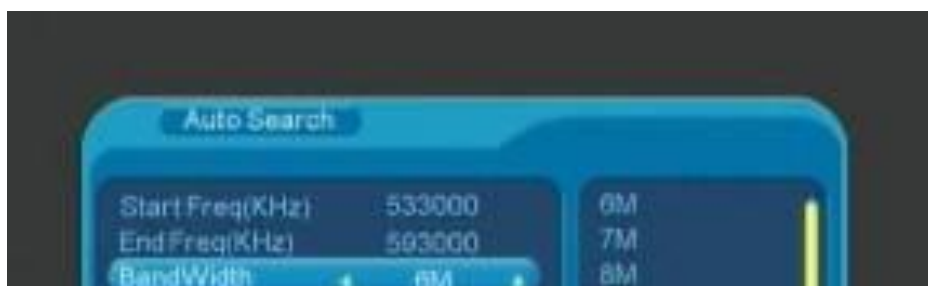 Auto Search
Start Freq(KHz) 533000 6M
End Freq(KHz) 593000 7M
BandWidth 6M 8M